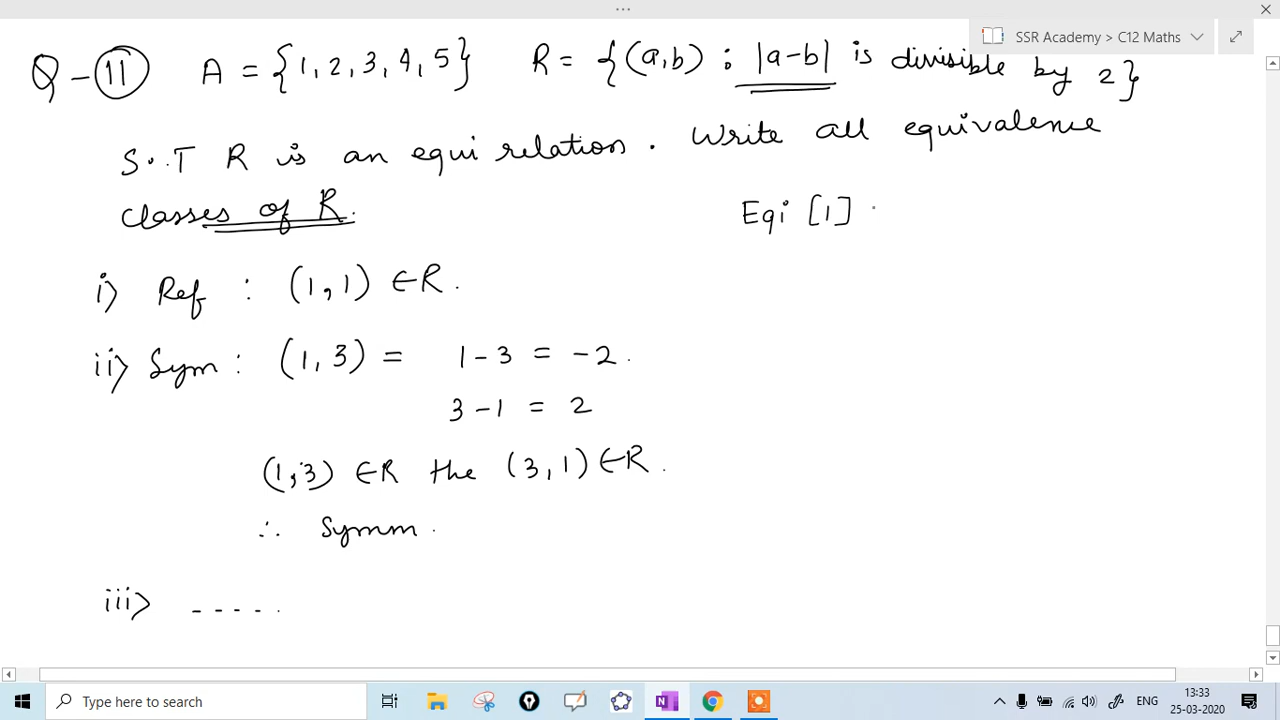 ...
SSR Academy > C12 Maths
Q - 11 A = {1, 2, 3, 4, 5} R = {(a,b) : |a-b| is divisible by 2}
S.T R is an equi relation. Write all equivalence
classes of R.
Eqi [1]
i) Ref : (1, 1) ∈ R.
ii) Sym : (1, 3) = 1 - 3 = -2.
3 - 1 = 2
(1, 3) ∈ R the (3, 1) ∈ R.
∴ Symm.
iii) - - - - -
Type here to search
ENG
13:33
25-03-2020